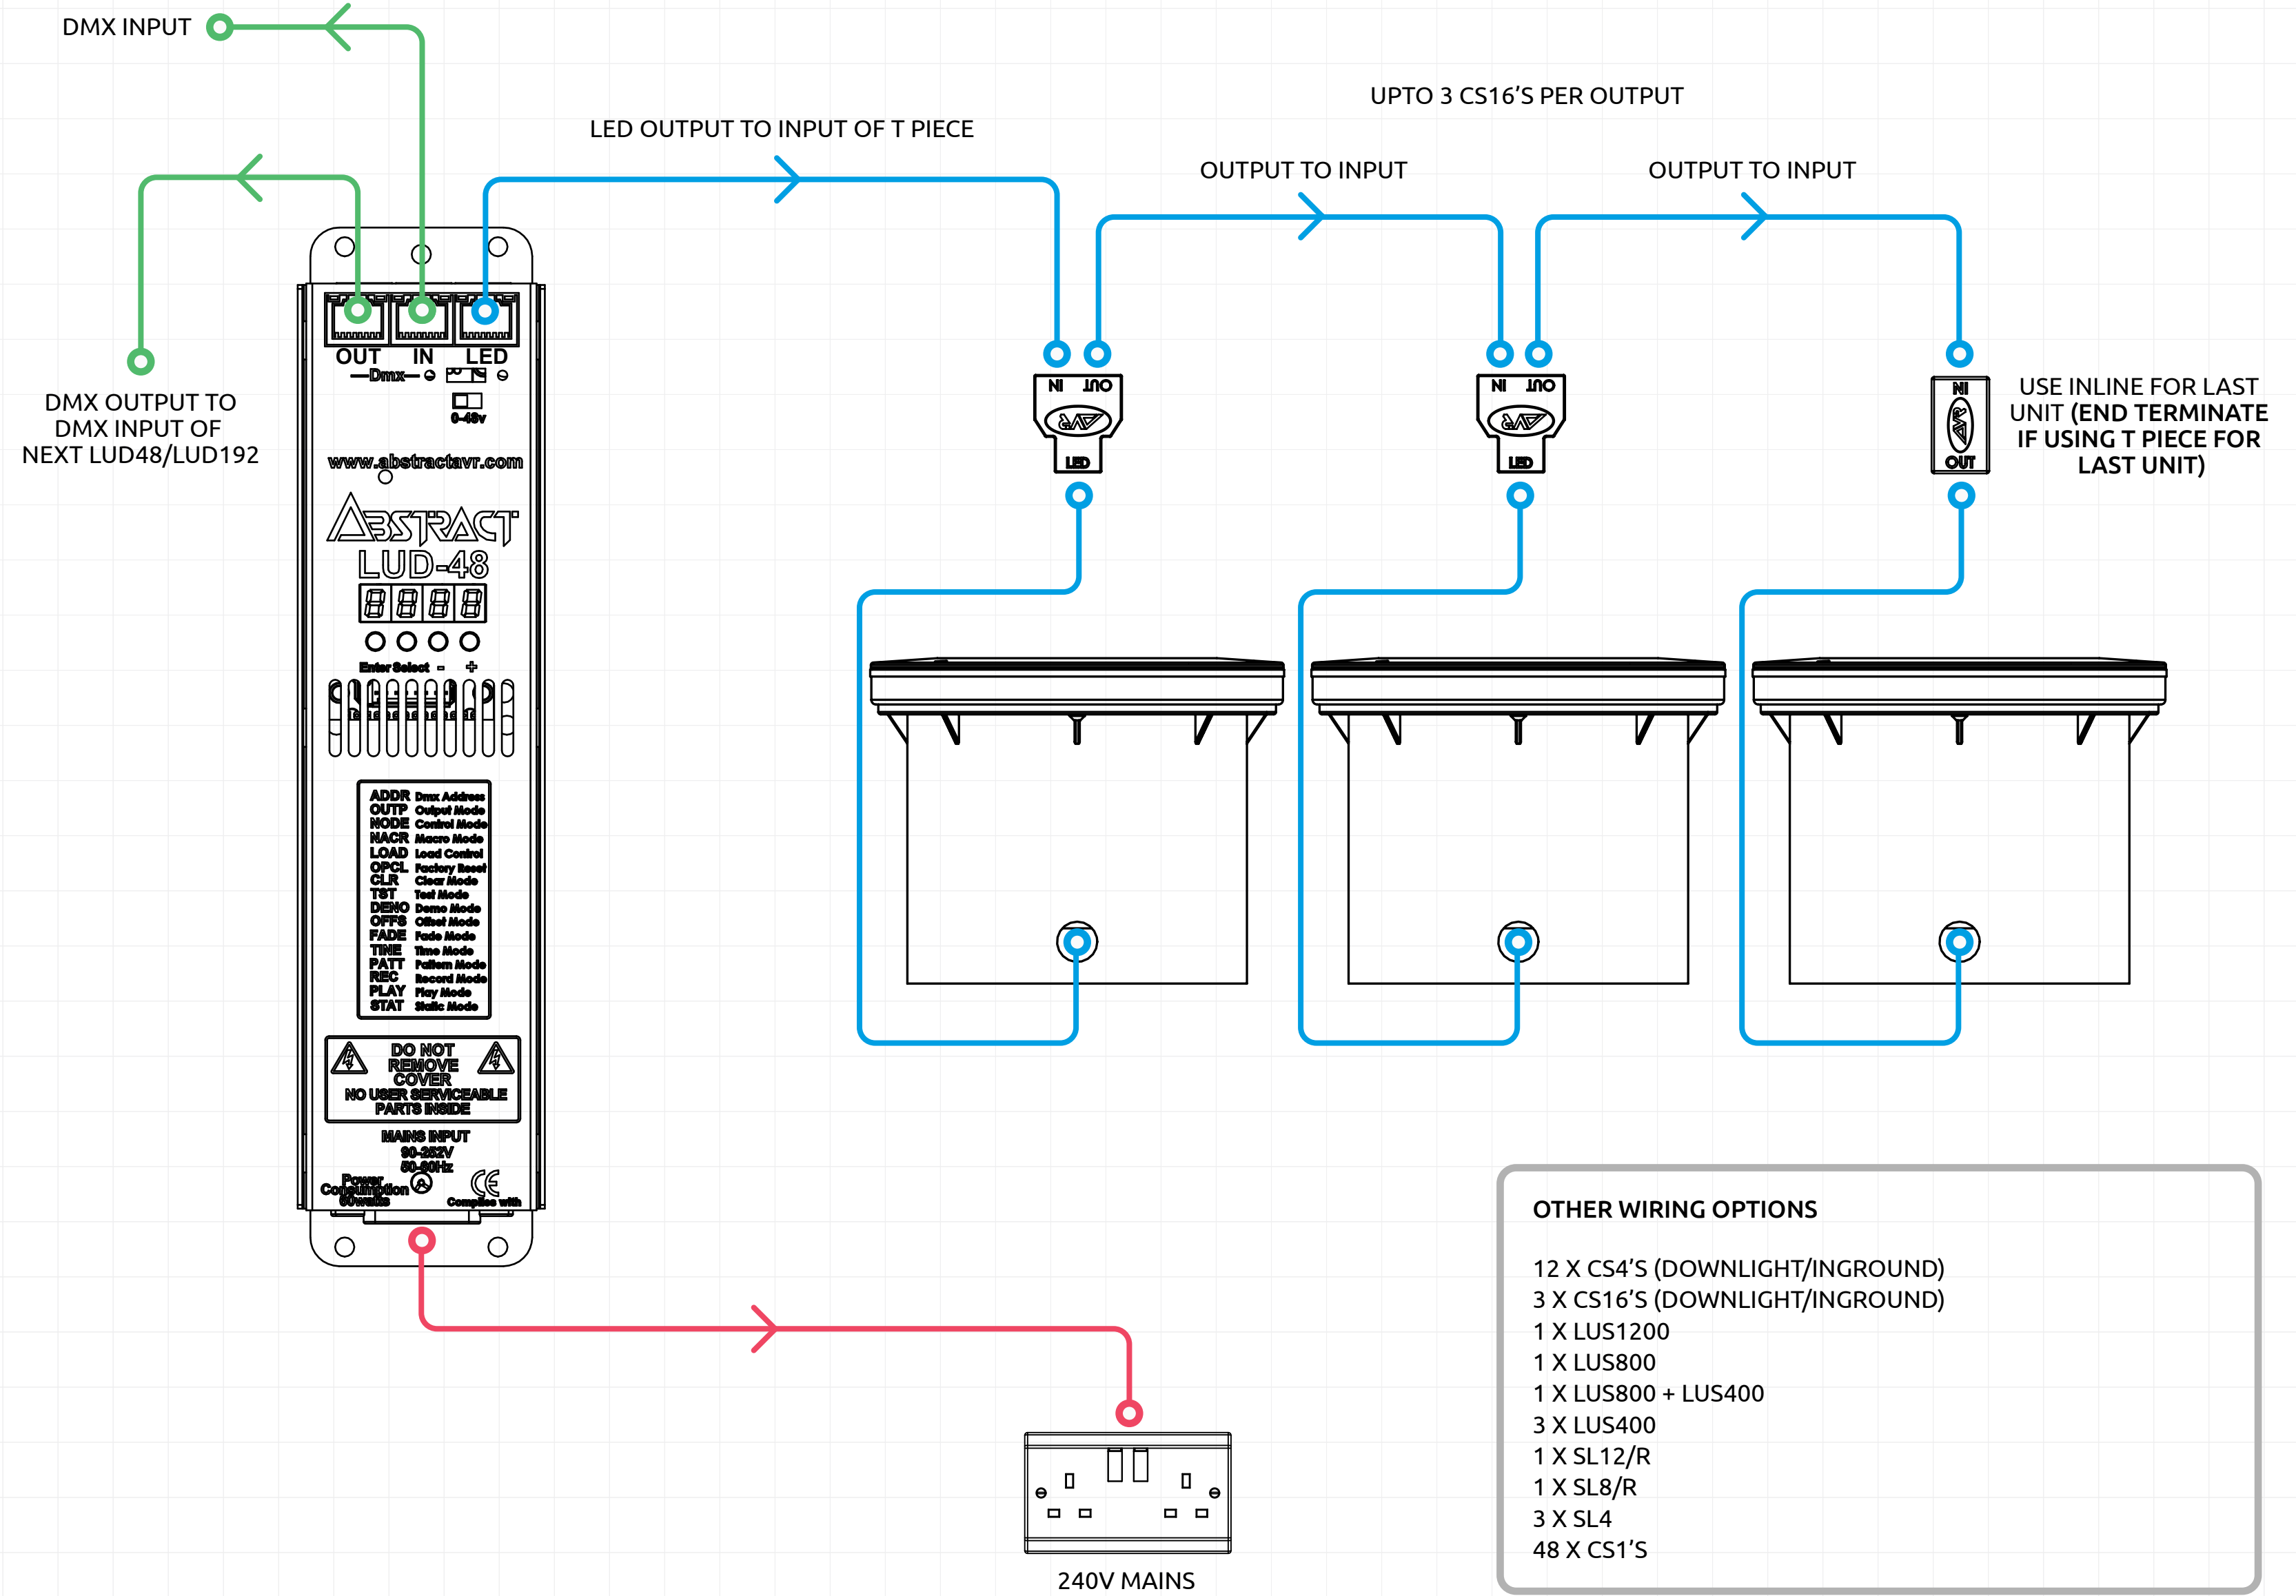 DMX INPUT
UPTO 3 CS16’S PER OUTPUT
LED OUTPUT TO INPUT OF T PIECE
OUTPUT TO INPUT
OUTPUT TO INPUT
DMX OUTPUT TO
DMX INPUT OF
NEXT LUD48/LUD192
OUT IN LED
Dmx
0-48v
www.abstractavr.com
ABSTRACT
LUD-48
8888
Enter Select - +
ADDR Dmx Address
OUTP Output Mode
NODE Control Mode
NACR Macro Mode
LOAD Load Control
OPCL Factory Reset
CLR Clear Mode
TST Test Mode
DENO Demo Mode
OFFS Offset Mode
FADE Fade Mode
TINE Time Mode
PATT Pattern Mode
REC Record Mode
PLAY Play Mode
STAT Static Mode
DO NOT
REMOVE
COVER
NO USER SERVICEABLE
PARTS INSIDE
MAINS INPUT
90-252V
50-60Hz
Power
Consumption
60watts
CE
Complies with
IN OUT
AVR
LED
IN OUT
AVR
LED
IN
AVR
OUT
USE INLINE FOR LAST
UNIT (END TERMINATE
IF USING T PIECE FOR
LAST UNIT)
240V MAINS
OTHER WIRING OPTIONS
12 X CS4’S (DOWNLIGHT/INGROUND)
3 X CS16’S (DOWNLIGHT/INGROUND)
1 X LUS1200
1 X LUS800
1 X LUS800 + LUS400
3 X LUS400
1 X SL12/R
1 X SL8/R
3 X SL4
48 X CS1’S